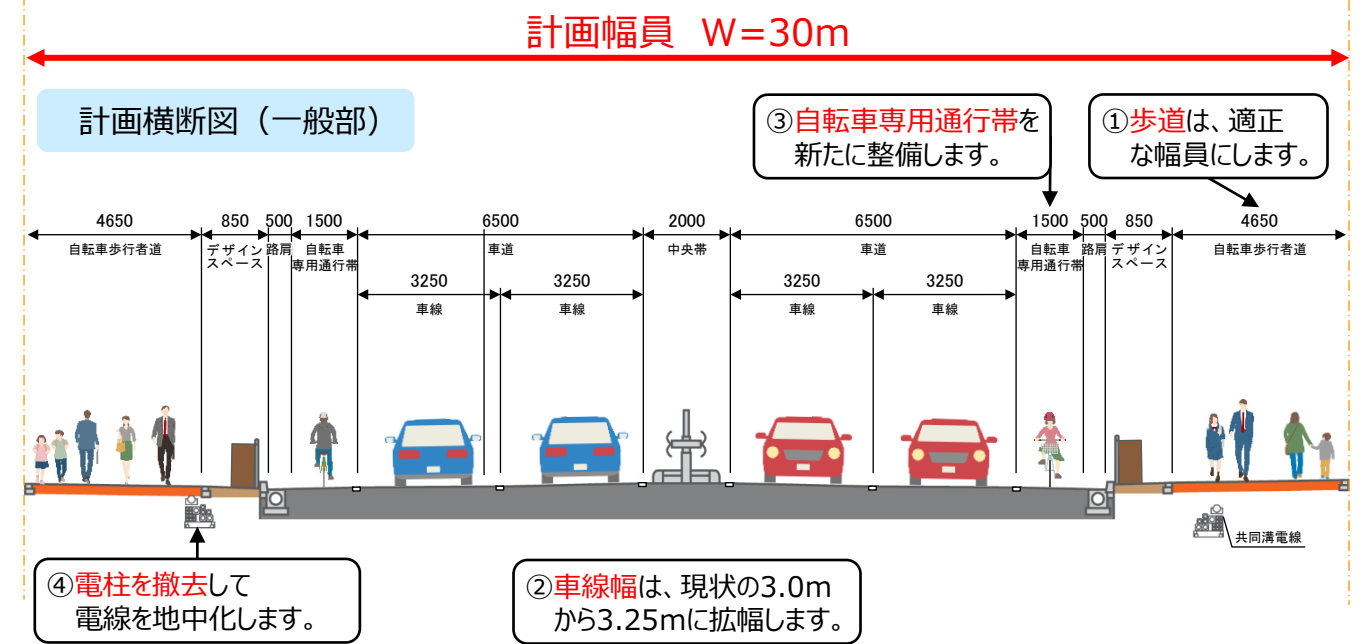 計画幅員 W=30m
計画横断図（一般部）
③自転車専用通行帯を
新たに整備します。
①歩道は、適正
な幅員にします。
4650 850 500 1500 6500 2000 6500 1500 500 850 4650
自転車歩行者道 デザイン 路肩 自転車 車道 中央帯 車道 自転車 路肩 デザイン 自転車歩行者道
スペース 専用通行帯 専用通行帯 スペース
3250 3250 3250 3250
車線 車線 車線 車線
共同溝電線
④電柱を撤去して
電線を地中化します。
②車線幅は、現状の3.0m
から3.25mに拡幅します。